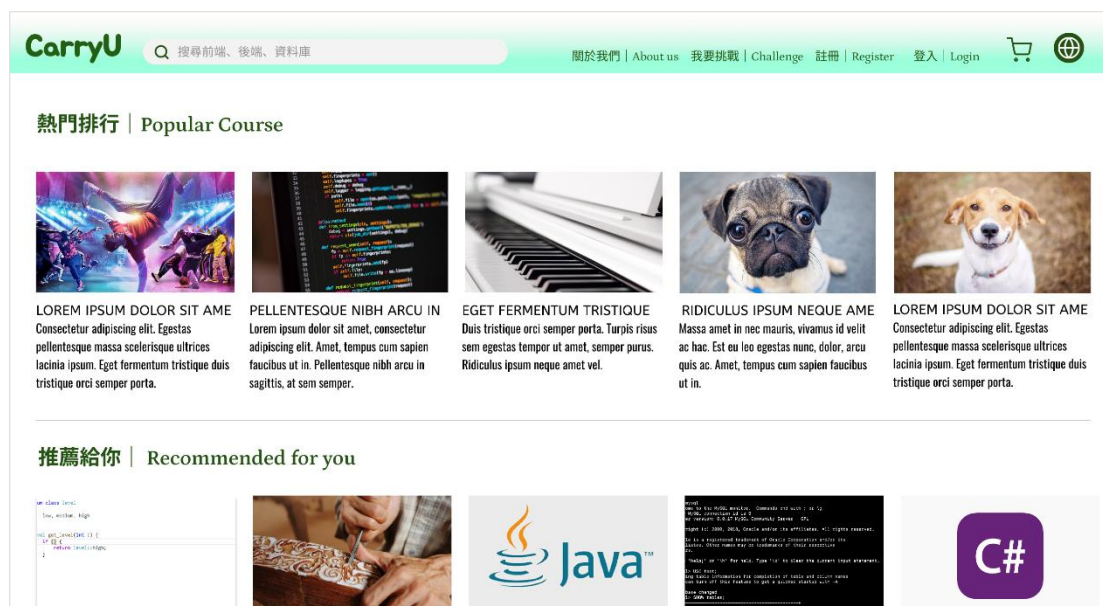 CarryU
搜尋前端、後端、資料庫
關於我們 | About us 我要挑戰 | Challenge 註冊 | Register 登入 | Login
熱門排行 | Popular Course
LOREM IPSUM DOLOR SIT AME
Consectetur adipiscing elit. Egestas
pellentesque massa scelerisque ultrices
lacinia ipsum. Eget fermentum tristique duis
tristique orci semper porta.
PELLENTESQUE NIBH ARCU IN
Lorem ipsum dolor sit amet, consectetur
adipiscing elit. Amet, tempus cum sapien
faucibus ut in. Pellentesque nibh arcu in
sagittis, at sem semper.
EGET FERMENTUM TRISTIQUE
Duis tristique orci semper porta. Turpis risus
sem egestas tempor ut amet, semper purus.
Ridiculus ipsum neque amet vel.
RIDICULUS IPSUM NEQUE AME
Massa amet in nec mauris, vivamus id velit
ac hac. Est eu leo egestas nunc, dolor, arcu
quis ac. Amet, tempus cum sapien faucibus
ut in.
LOREM IPSUM DOLOR SIT AME
Consectetur adipiscing elit. Egestas
pellentesque massa scelerisque ultrices
lacinia ipsum. Eget fermentum tristique duis
tristique orci semper porta.
推薦給你 | Recommended for you
Java™
C#